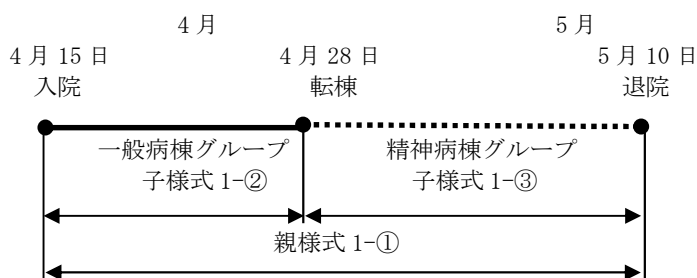 4月 5月
4月15日 4月28日 5月10日
入院 転棟 退院
一般病棟グループ 精神病棟グループ
子様式1-② 子様式1-③
親様式1-①